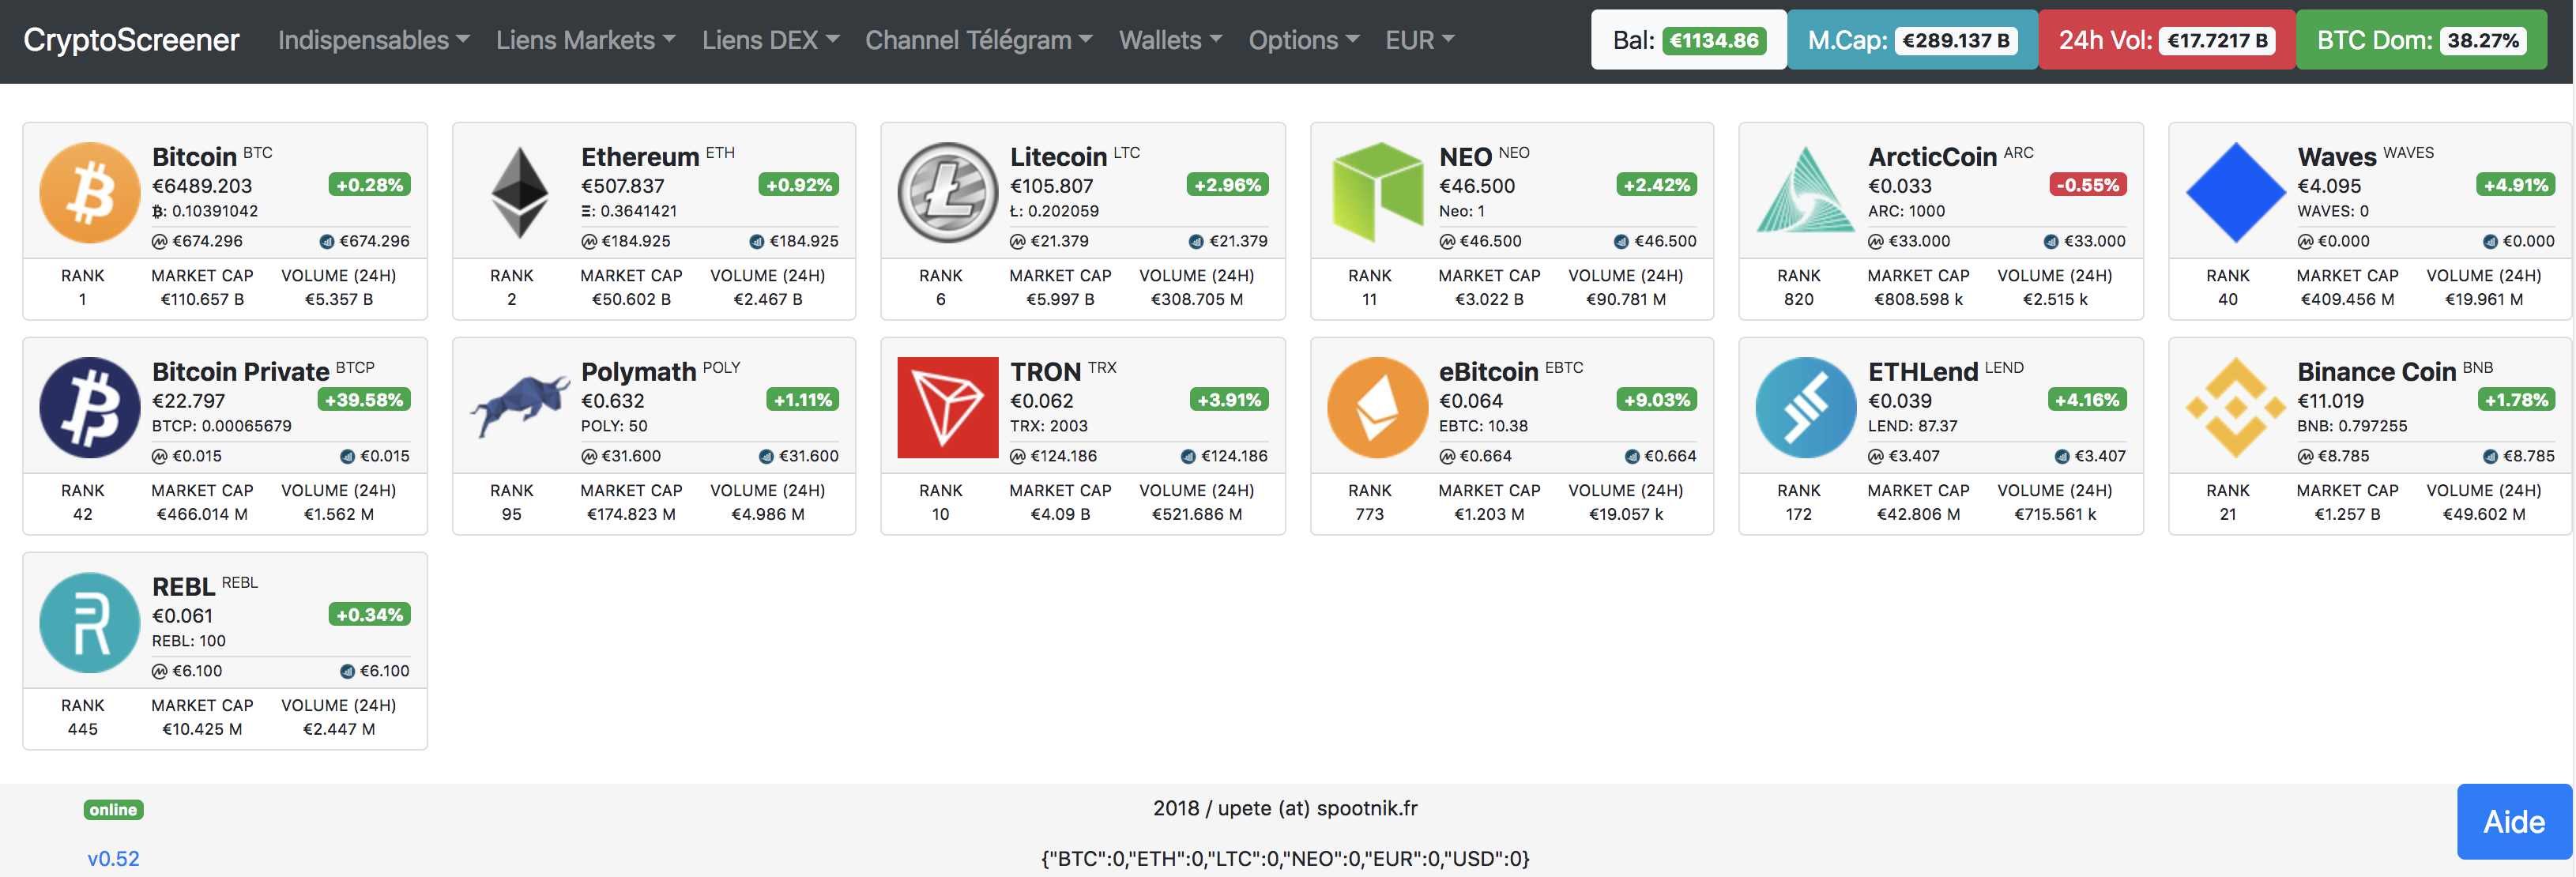 CryptoScreener Indispensables Liens Markets Liens DEX Channel Télégram Wallets Options EUR Bal: €1134.86 M.Cap: €289.137 B 24h Vol: €17.7217 B BTC Dom: 38.27%
Bitcoin BTC
€6489.203 +0.28%
฿: 0.10391042
€674.296 €674.296
RANK MARKET CAP VOLUME (24H)
1 €110.657 B €5.357 B
Ethereum ETH
€507.837 +0.92%
Ξ: 0.3641421
€184.925 €184.925
RANK MARKET CAP VOLUME (24H)
2 €50.602 B €2.467 B
Litecoin LTC
€105.807 +2.96%
Ł: 0.202059
€21.379 €21.379
RANK MARKET CAP VOLUME (24H)
6 €5.997 B €308.705 M
NEO NEO
€46.500 +2.42%
Neo: 1
€46.500 €46.500
RANK MARKET CAP VOLUME (24H)
11 €3.022 B €90.781 M
ArcticCoin ARC
€0.033 -0.55%
ARC: 1000
€33.000 €33.000
RANK MARKET CAP VOLUME (24H)
820 €808.598 k €2.515 k
Waves WAVES
€4.095 +4.91%
WAVES: 0
€0.000 €0.000
RANK MARKET CAP VOLUME (24H)
40 €409.456 M €19.961 M
Bitcoin Private BTCP
€22.797 +39.58%
BTCP: 0.00065679
€0.015 €0.015
RANK MARKET CAP VOLUME (24H)
42 €466.014 M €1.562 M
Polymath POLY
€0.632 +1.11%
POLY: 50
€31.600 €31.600
RANK MARKET CAP VOLUME (24H)
95 €174.823 M €4.986 M
TRON TRX
€0.062 +3.91%
TRX: 2003
€124.186 €124.186
RANK MARKET CAP VOLUME (24H)
10 €4.09 B €521.686 M
eBitcoin EBTC
€0.064 +9.03%
EBTC: 10.38
€0.664 €0.664
RANK MARKET CAP VOLUME (24H)
773 €1.203 M €19.057 k
ETHLend LEND
€0.039 +4.16%
LEND: 87.37
€3.407 €3.407
RANK MARKET CAP VOLUME (24H)
172 €42.806 M €715.561 k
Binance Coin BNB
€11.019 +1.78%
BNB: 0.797255
€8.785 €8.785
RANK MARKET CAP VOLUME (24H)
21 €1.257 B €49.602 M
REBL REBL
€0.061 +0.34%
REBL: 100
€6.100 €6.100
RANK MARKET CAP VOLUME (24H)
445 €10.425 M €2.447 M
online 2018 / upete (at) spootnik.fr Aide
v0.52 {"BTC":0,"ETH":0,"LTC":0,"NEO":0,"EUR":0,"USD":0}